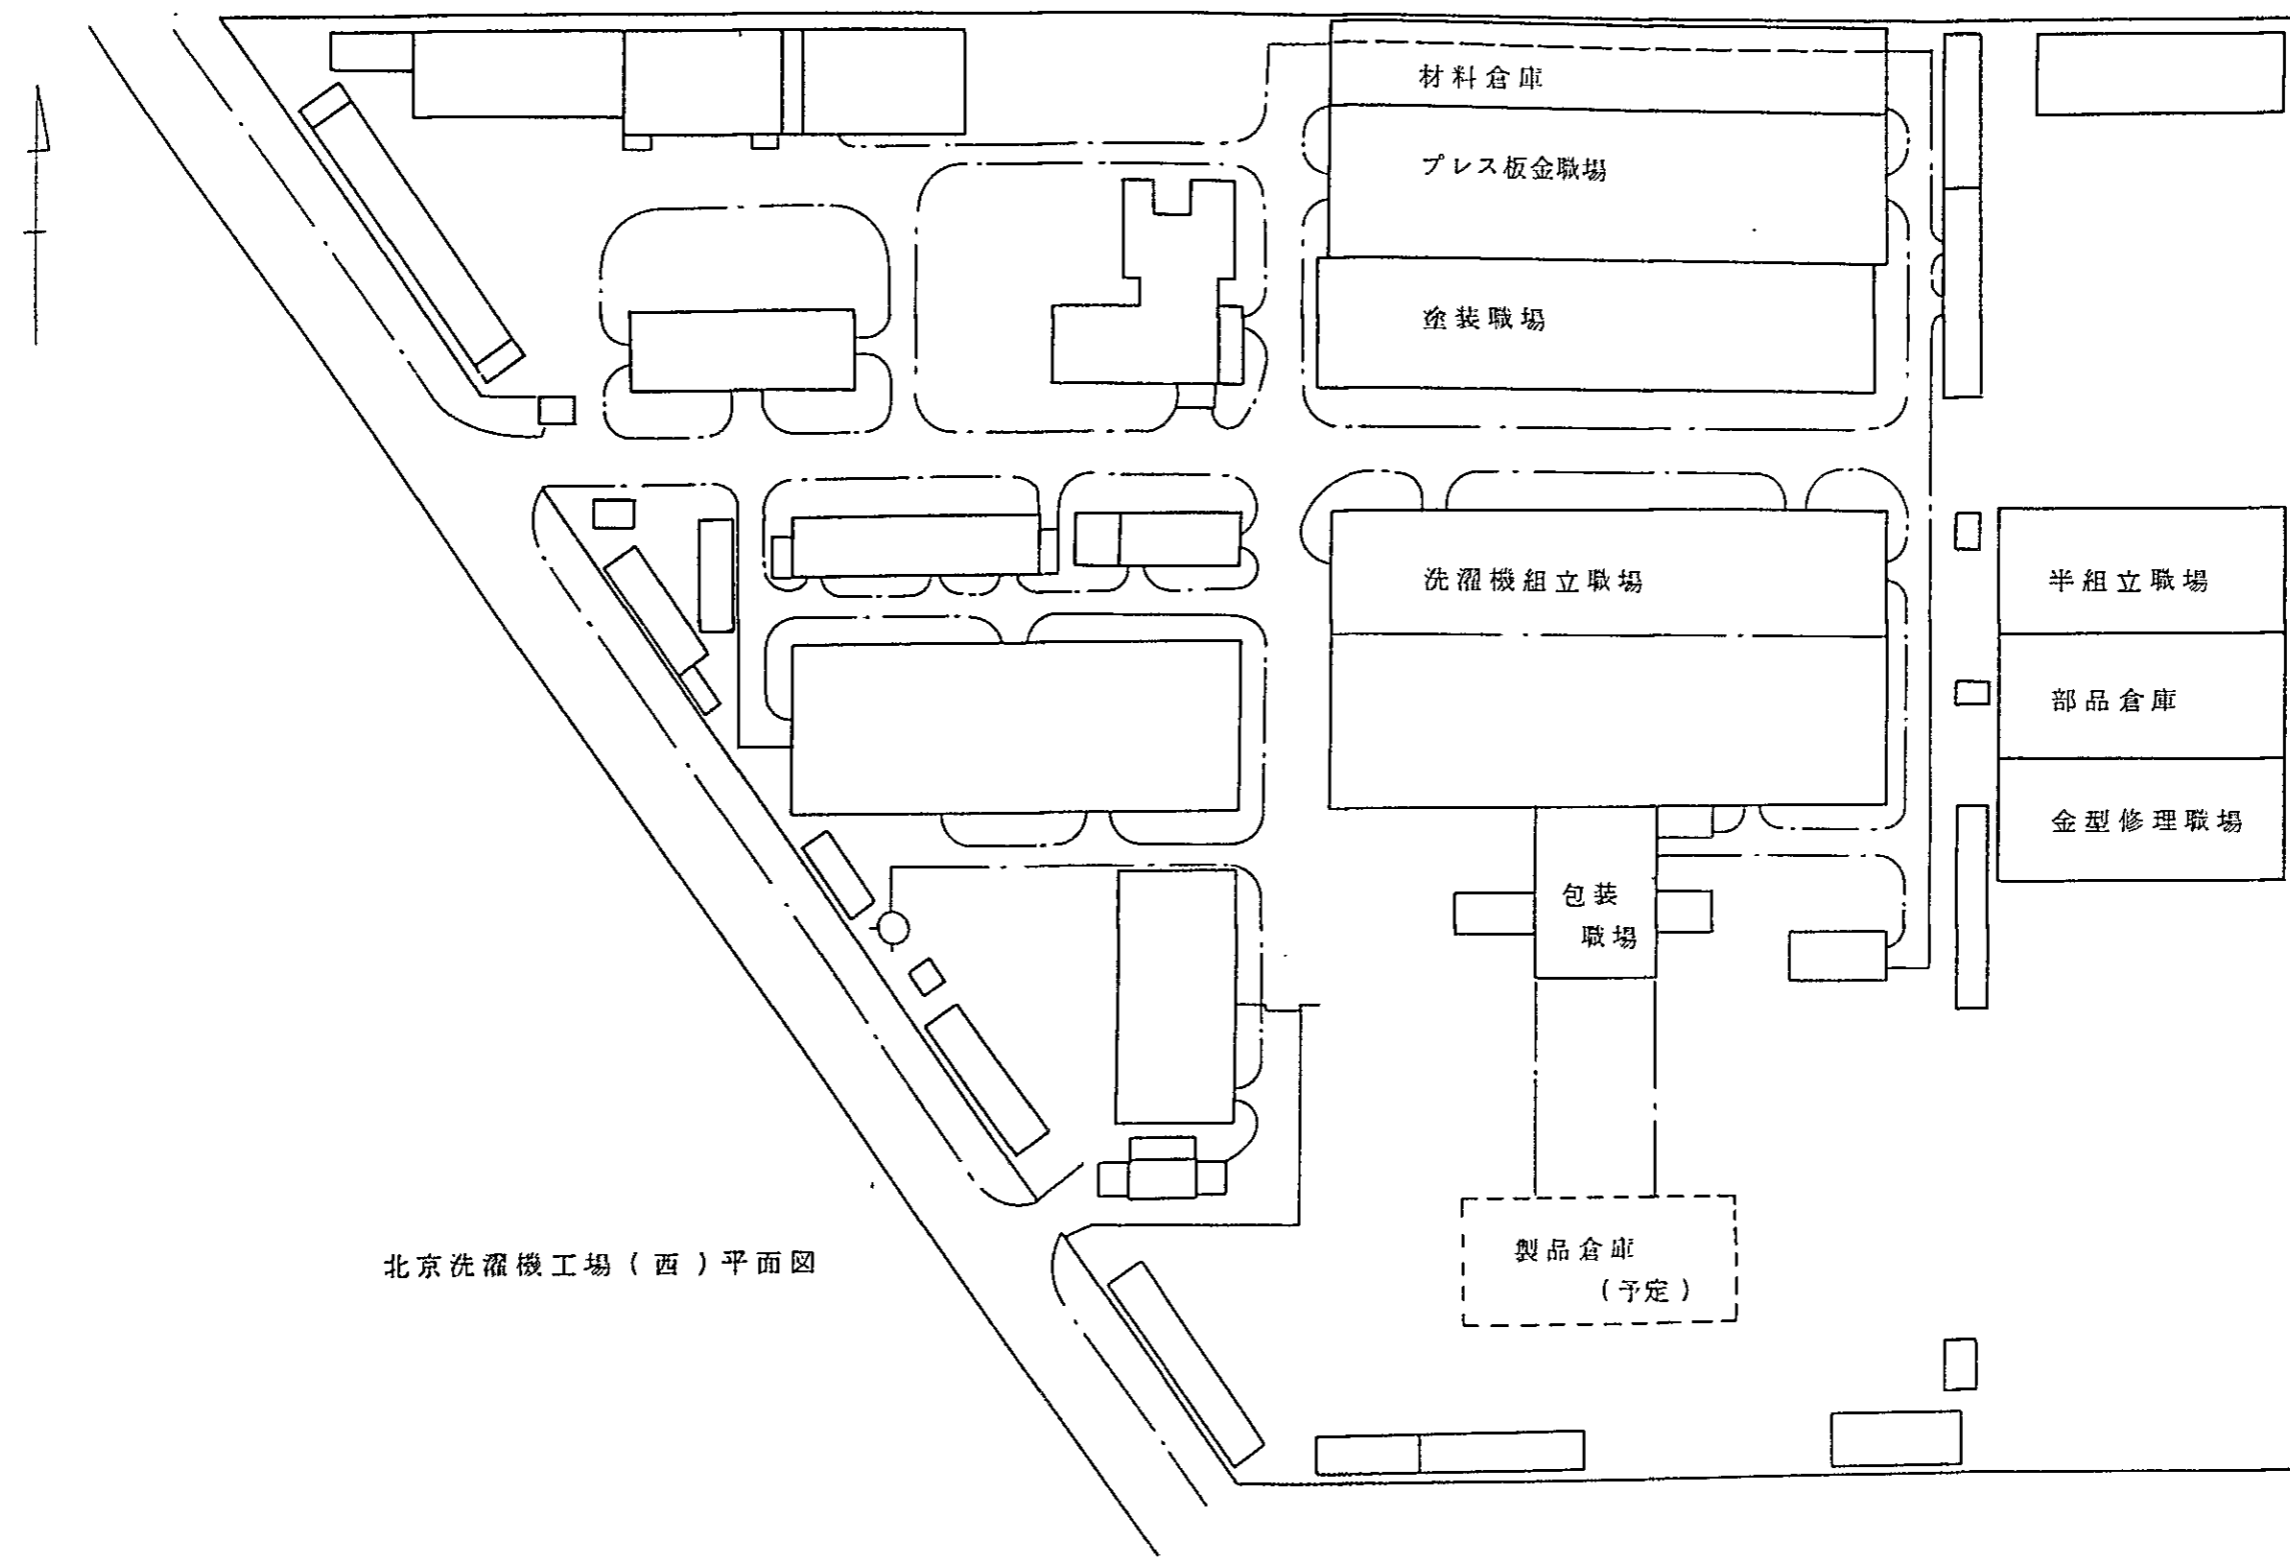 材料倉庫
プレス板金職場
塗装職場
洗濯機組立職場
半組立職場
部品倉庫
金型修理職場
包装
職場
製品倉庫
(予定)
北京洗濯機工場(西)平面図